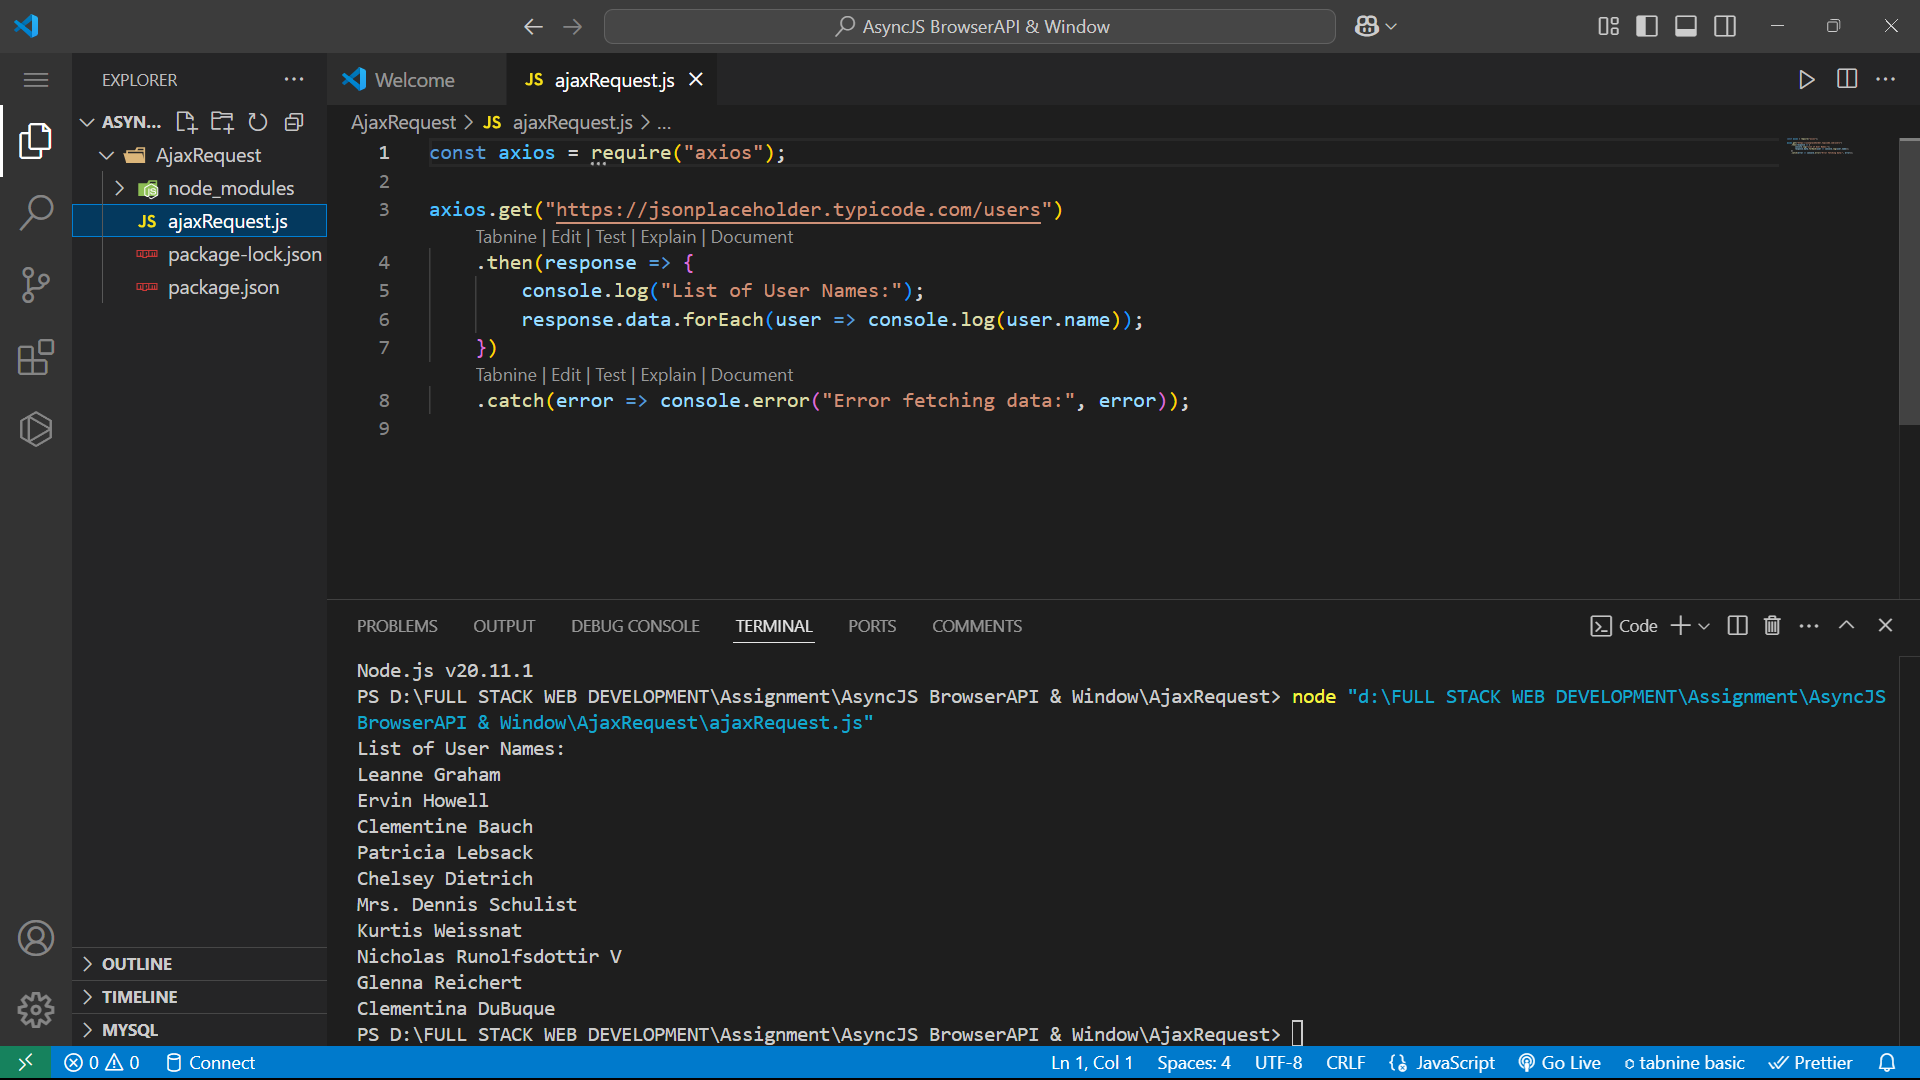 AsyncJS BrowserAPI & Window
EXPLORER
ASYN...
AjaxRequest
node_modules
JS ajaxRequest.js
package-lock.json
package.json
OUTLINE
TIMELINE
MYSQL
Welcome
JS ajaxRequest.js
AjaxRequest > JS ajaxRequest.js > ...
1 const axios = require("axios");
2
3 axios.get("https://jsonplaceholder.typicode.com/users")
Tabnine | Edit | Test | Explain | Document
4 .then(response => {
5 console.log("List of User Names:");
6 response.data.forEach(user => console.log(user.name));
7 })
Tabnine | Edit | Test | Explain | Document
8 .catch(error => console.error("Error fetching data:", error));
9
PROBLEMS OUTPUT DEBUG CONSOLE TERMINAL PORTS COMMENTS
Code
Node.js v20.11.1
PS D:\FULL STACK WEB DEVELOPMENT\Assignment\AsyncJS BrowserAPI & Window\AjaxRequest> node "d:\FULL STACK WEB DEVELOPMENT\Assignment\AsyncJS
BrowserAPI & Window\AjaxRequest\ajaxRequest.js"
List of User Names:
Leanne Graham
Ervin Howell
Clementine Bauch
Patricia Lebsack
Chelsey Dietrich
Mrs. Dennis Schulist
Kurtis Weissnat
Nicholas Runolfsdottir V
Glenna Reichert
Clementina DuBuque
PS D:\FULL STACK WEB DEVELOPMENT\Assignment\AsyncJS BrowserAPI & Window\AjaxRequest>
0 0 Connect Ln 1, Col 1 Spaces: 4 UTF-8 CRLF JavaScript Go Live tabnine basic Prettier